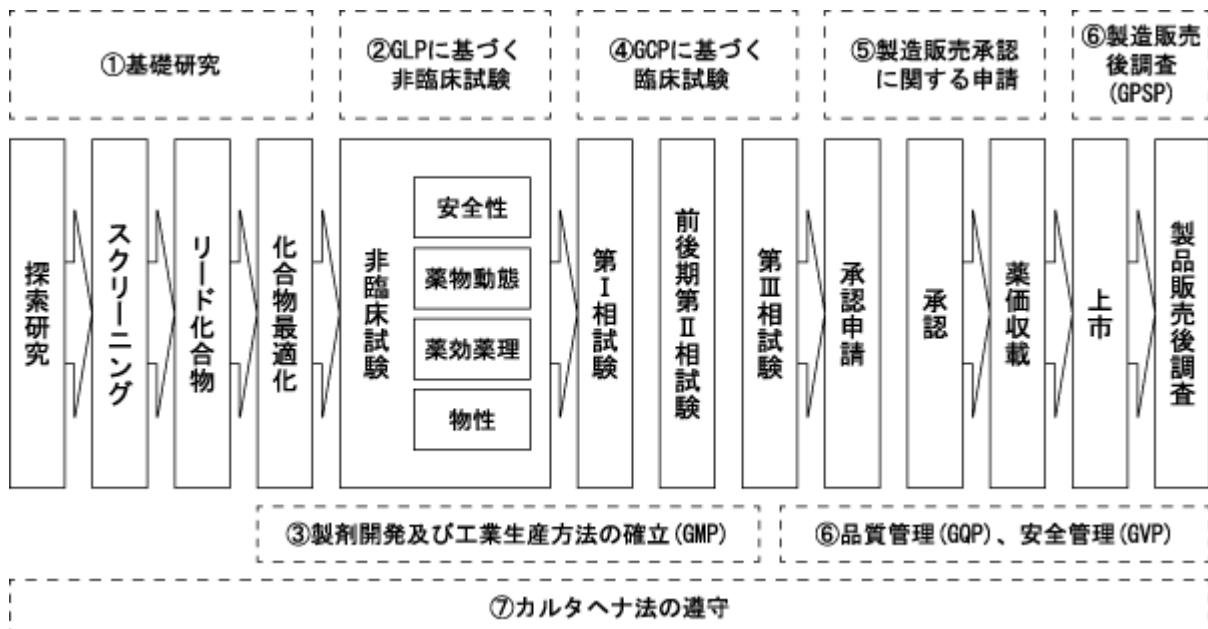 ①基礎研究
②GLPに基づく
非臨床試験
④GCPに基づく
臨床試験
⑤製造販売承認
に関する申請
⑥製造販売
後調査
(GPSP)
探索研究
スクリーニング
リード化合物
化合物最適化
非臨床試験
安全性
薬物動態
薬効薬理
物性
第Ⅰ相試験
前後期第Ⅱ相試験
第Ⅲ相試験
承認申請
承認
薬価収載
上市
製品販売後調査
③製剤開発及び工業生産方法の確立(GMP)
⑥品質管理(GQP)、安全管理(GVP)
⑦カルタヘナ法の遵守